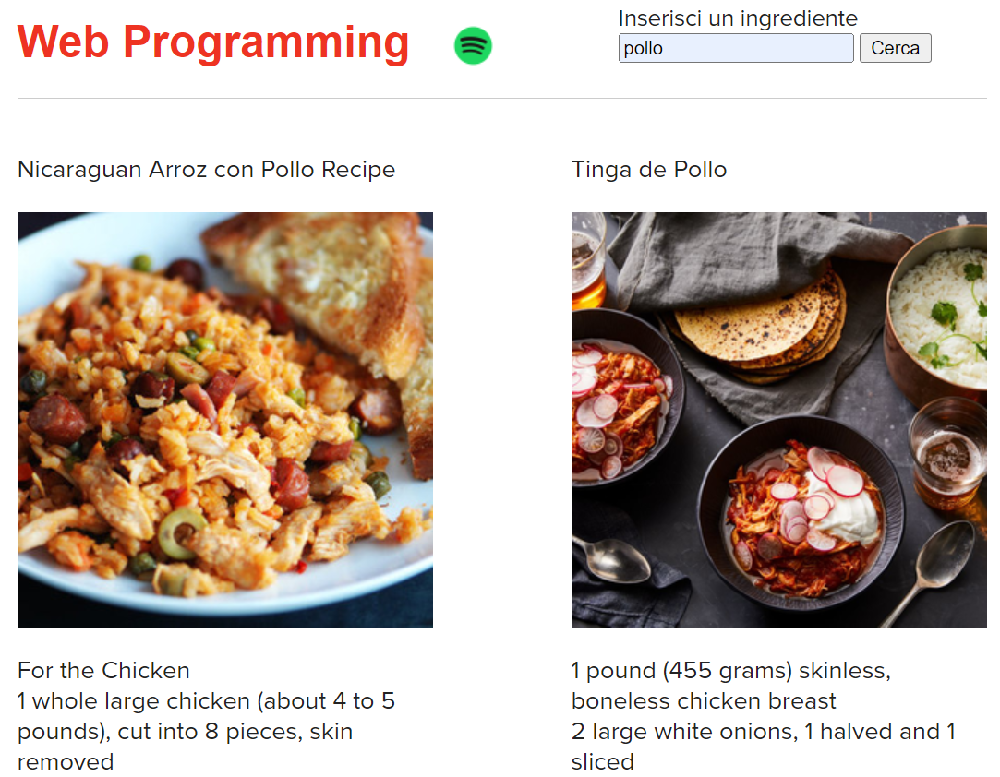 Web Programming
Inserisci un ingrediente
pollo
Cerca
Nicaraguan Arroz con Pollo Recipe
Tinga de Pollo
For the Chicken
1 whole large chicken (about 4 to 5
pounds), cut into 8 pieces, skin
removed
1 pound (455 grams) skinless,
boneless chicken breast
2 large white onions, 1 halved and 1
sliced